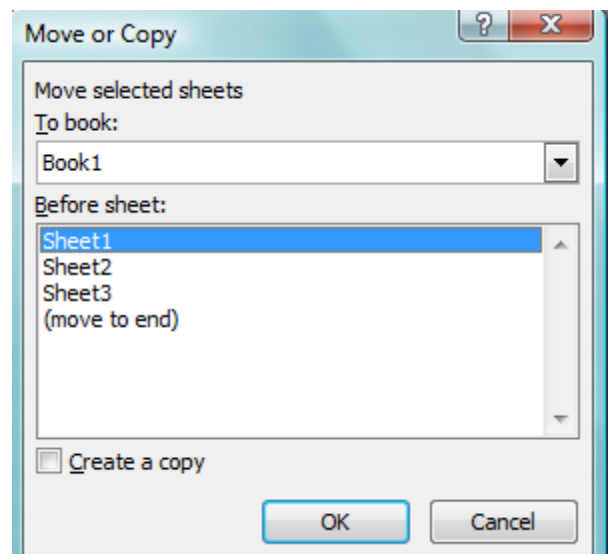 Move or Copy
Move selected sheets
To book:
Book1
Before sheet:
Sheet1
Sheet2
Sheet3
(move to end)
Create a copy
OK Cancel